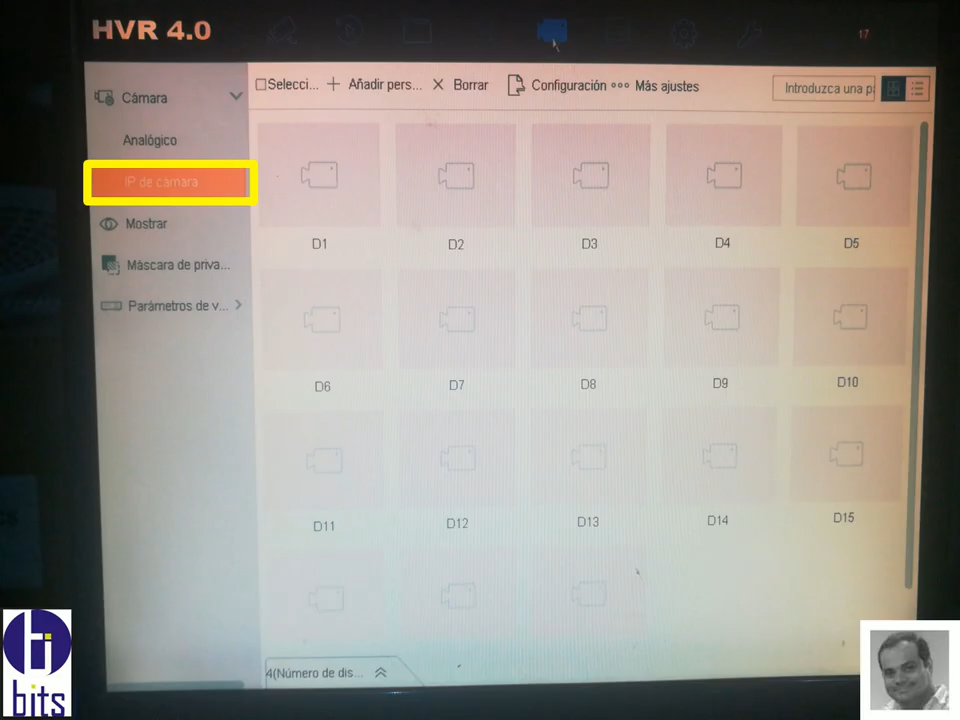 HVR 4.0
17
Cámara
Selecci... Añadir pers... Borrar Configuración Más ajustes
Introduzca una pa
Analógico
IP de cámara
Mostrar
Máscara de priva...
Parámetros de v...
D1 D2 D3 D4 D5
D6 D7 D8 D9 D10
D11 D12 D13 D14 D15
4(Número de dis...
bits